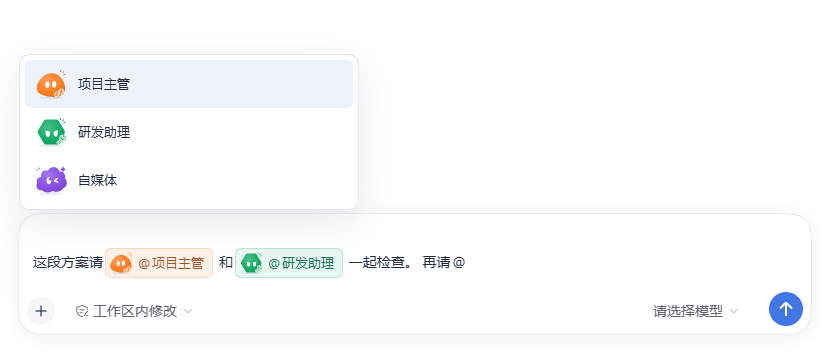 项目主管
研发助理
自媒体
这段方案请 @项目主管 和 @研发助理 一起检查。 再请 @
工作区内修改
请选择模型